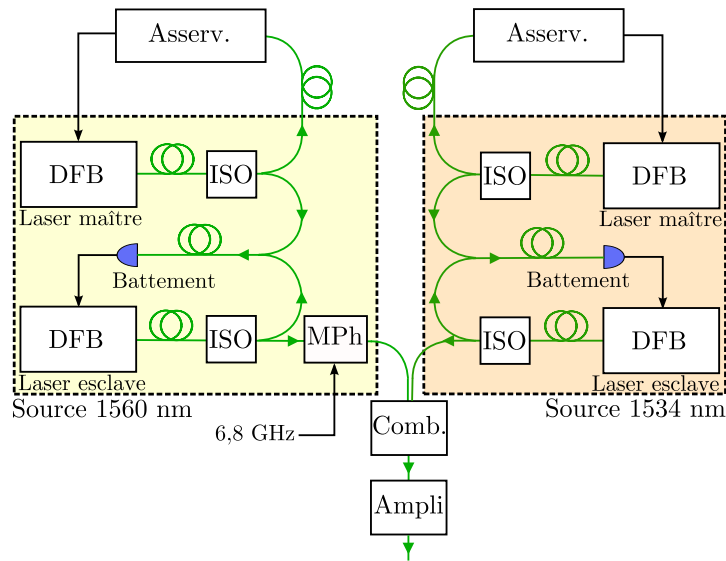 Asserv.
Asserv.
DFB
ISO
Laser maître
Battement
DFB
ISO
MPh
Laser esclave
Source 1560 nm
6,8 GHz
ISO
DFB
Laser maître
Battement
ISO
DFB
Laser esclave
Source 1534 nm
Comb.
Ampli